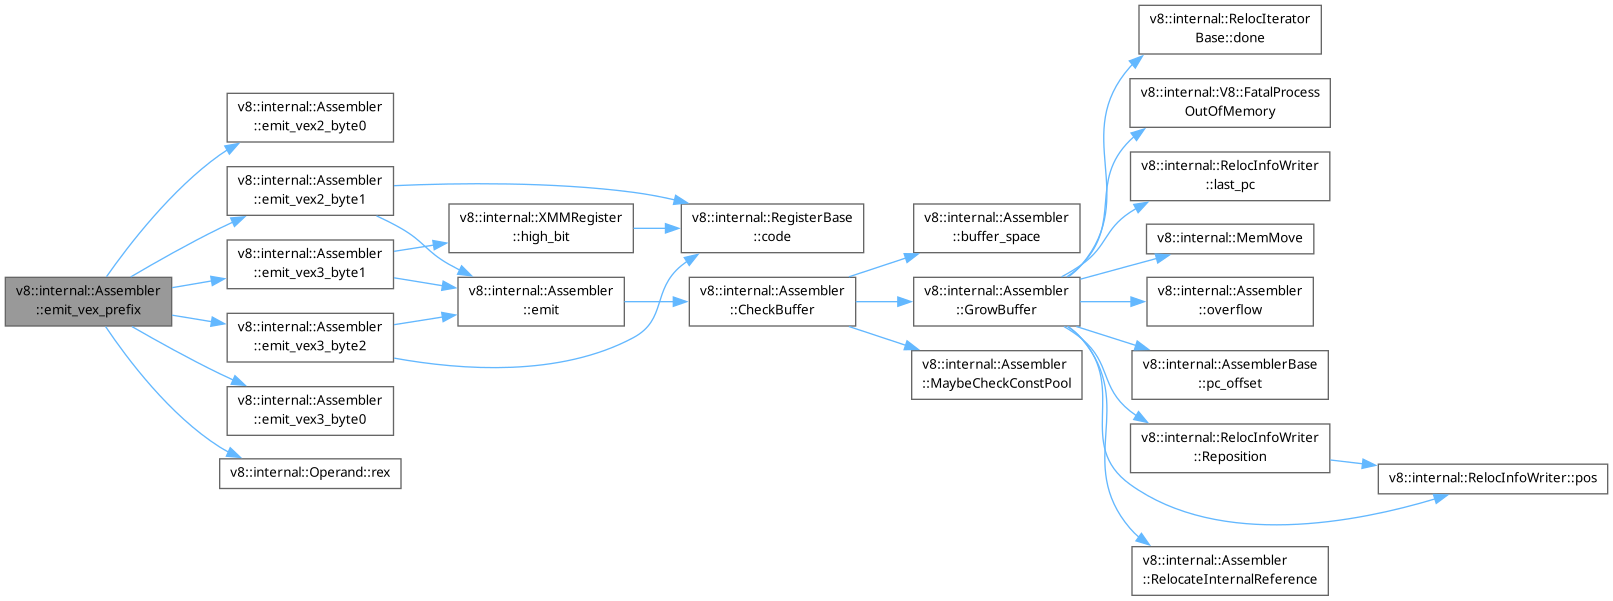 v8::internal::Assembler
::emit_vex_prefix
v8::internal::Assembler
::emit_vex2_byte0
v8::internal::Assembler
::emit_vex2_byte1
v8::internal::Assembler
::emit_vex3_byte1
v8::internal::Assembler
::emit_vex3_byte2
v8::internal::Assembler
::emit_vex3_byte0
v8::internal::Operand::rex
v8::internal::XMMRegister
::high_bit
v8::internal::Assembler
::emit
v8::internal::RegisterBase
::code
v8::internal::Assembler
::CheckBuffer
v8::internal::Assembler
::buffer_space
v8::internal::Assembler
::GrowBuffer
v8::internal::Assembler
::MaybeCheckConstPool
v8::internal::RelocIterator
Base::done
v8::internal::V8::FatalProcess
OutOfMemory
v8::internal::RelocInfoWriter
::last_pc
v8::internal::MemMove
v8::internal::Assembler
::overflow
v8::internal::AssemblerBase
::pc_offset
v8::internal::RelocInfoWriter
::Reposition
v8::internal::RelocInfoWriter::pos
v8::internal::Assembler
::RelocateInternalReference